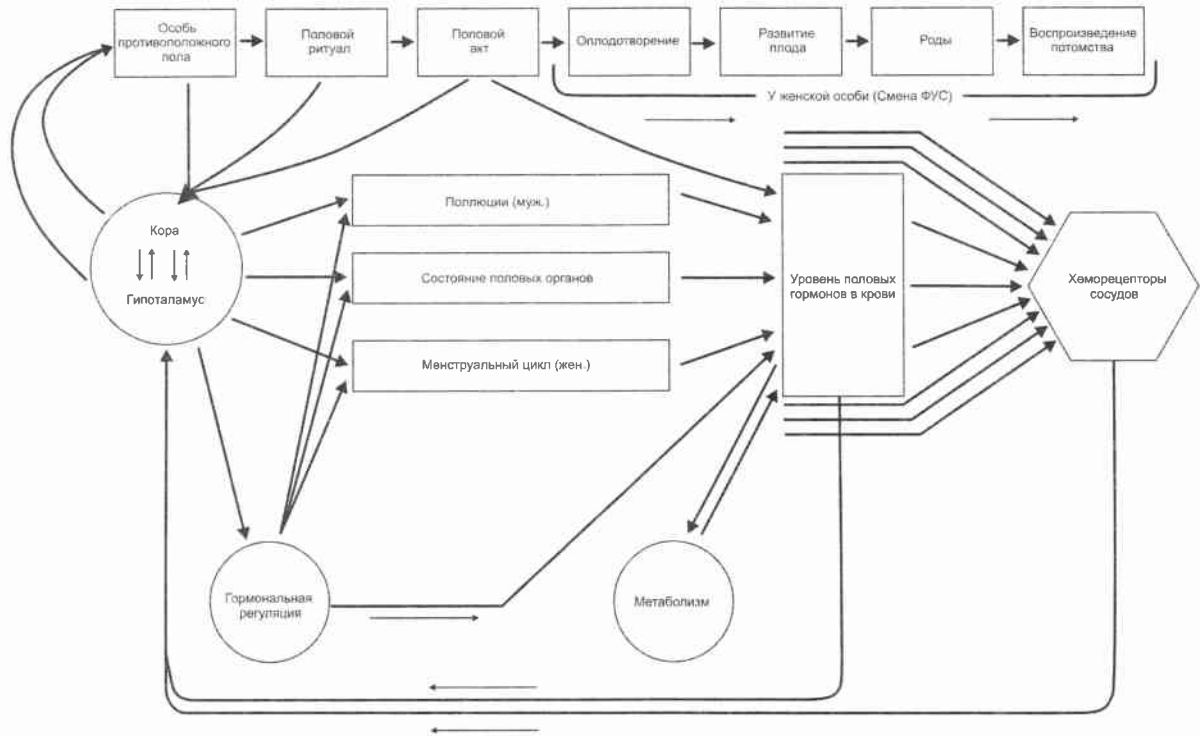 Особь
противоположного
пола
Половой
ритуал
Половой
акт
Оплодотворение
Развитие
плода
Роды
Воспроизведение
потомства
У женской особи (Смена ФУС)
Кора
Гипоталамус
Поллюции (муж.)
Состояние половых органов
Менструальный цикл (жен.)
Уровень половых
гормонов в крови
Хеморецепторы
сосудов
Гормональная
регуляция
Метаболизм